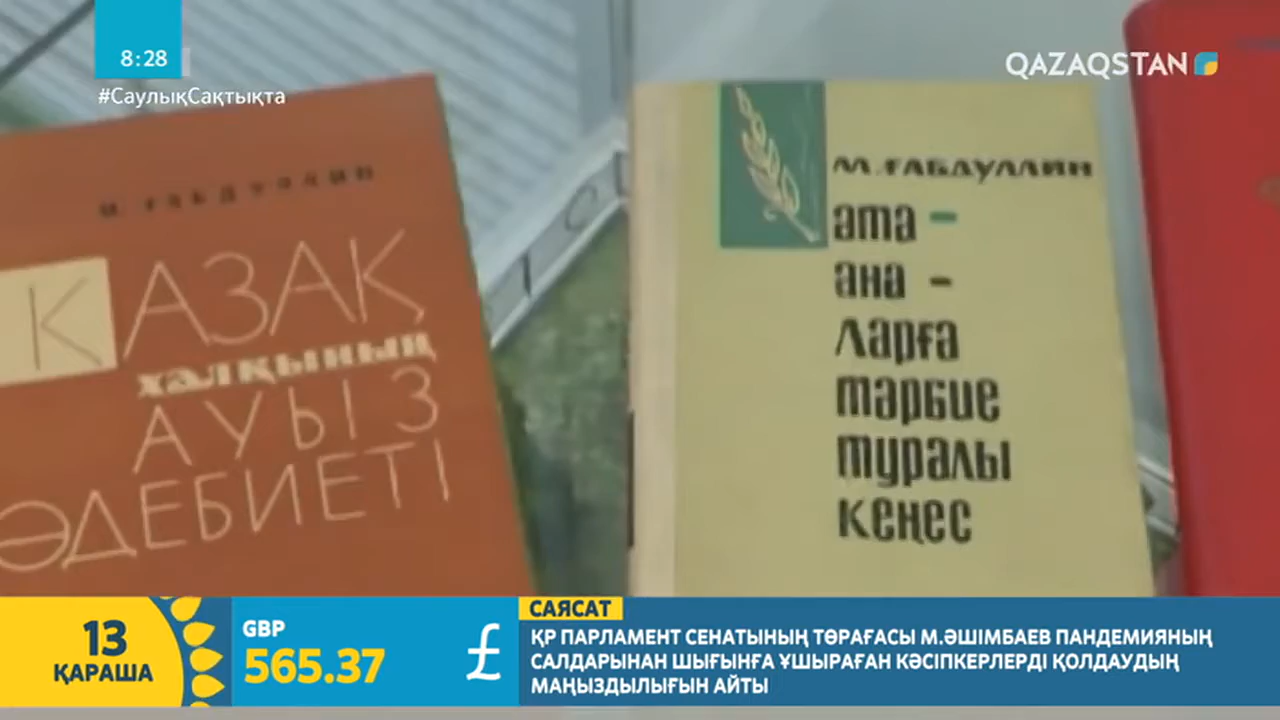 8:28
#СаулықСақтықта
QAZAQSTAN
М. ҒАБДУЛЛИН
ҚАЗАҚ
халқының
АУЫЗ
ӘДЕБИЕТІ
М. ҒАБДУЛЛИН
ата-
ана-
ларға
тәрбие
туралы
кеңес
13
ҚАРАША
GBP
565.37
£
САЯСАТ
ҚР ПАРЛАМЕНТ СЕНАТЫНЫҢ ТӨРАҒАСЫ М.ӘШІМБАЕВ ПАНДЕМИЯНЫҢ
САЛДАРЫНАН ШЫҒЫНҒА ҰШЫРАҒАН КӘСІПКЕРЛЕРДІ ҚОЛДАУДЫҢ
МАҢЫЗДЫЛЫҒЫН АЙТЫ